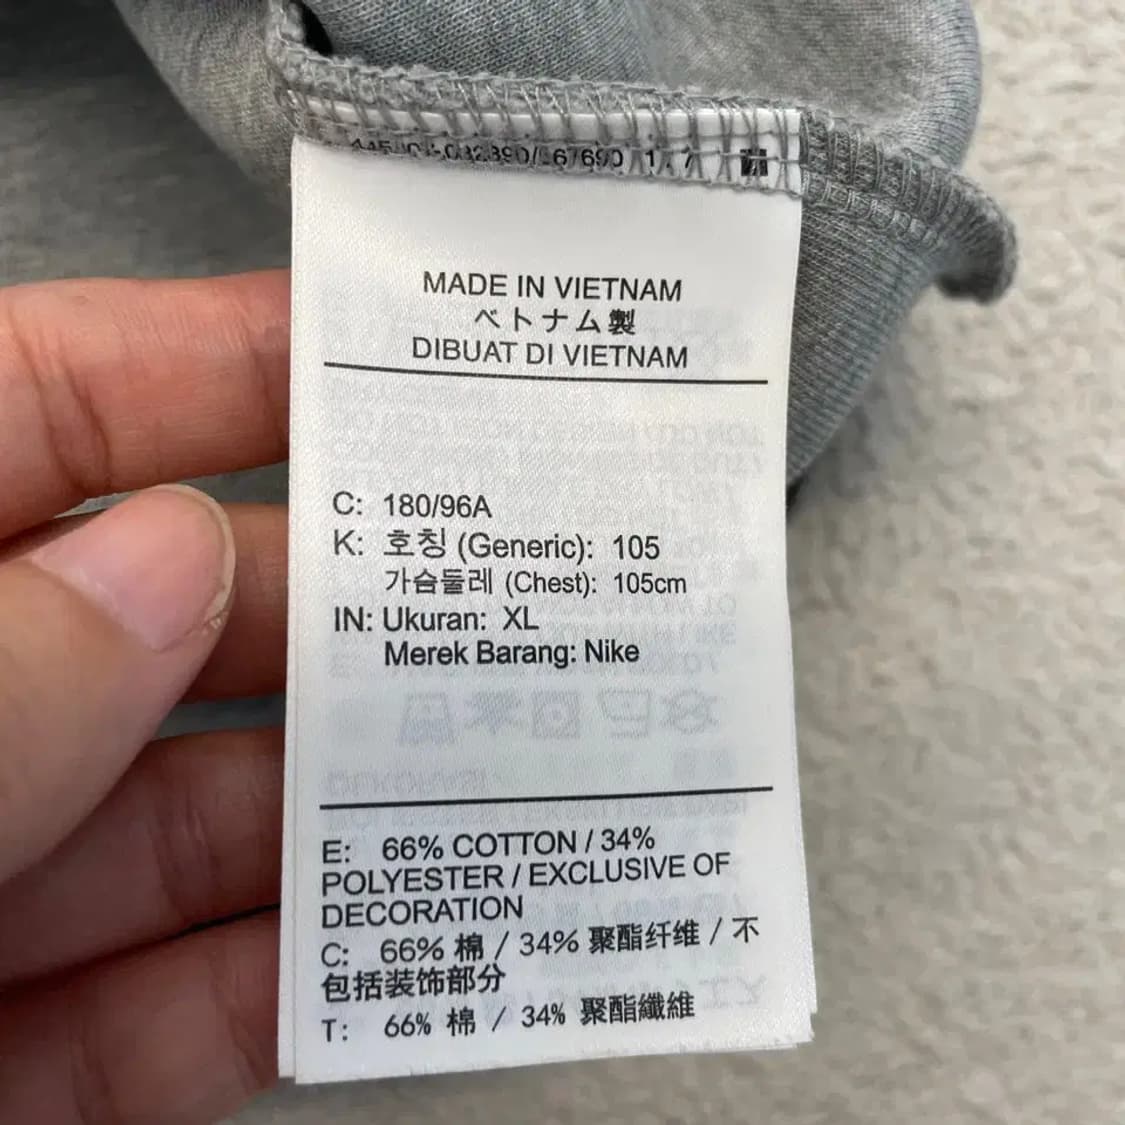 MADE IN VIETNAM
ベトナム製
DIBUAT DI VIETNAM
C: 180/96A
K: 호칭 (Generic): 105
가슴둘레 (Chest): 105cm
IN: Ukuran: XL
Merek Barang: Nike
E: 66% COTTON / 34%
POLYESTER / EXCLUSIVE OF
DECORATION
C: 66% 棉 / 34% 聚酯纤维 / 不
包括装饰部分
T: 66% 棉 / 34% 聚酯纖維